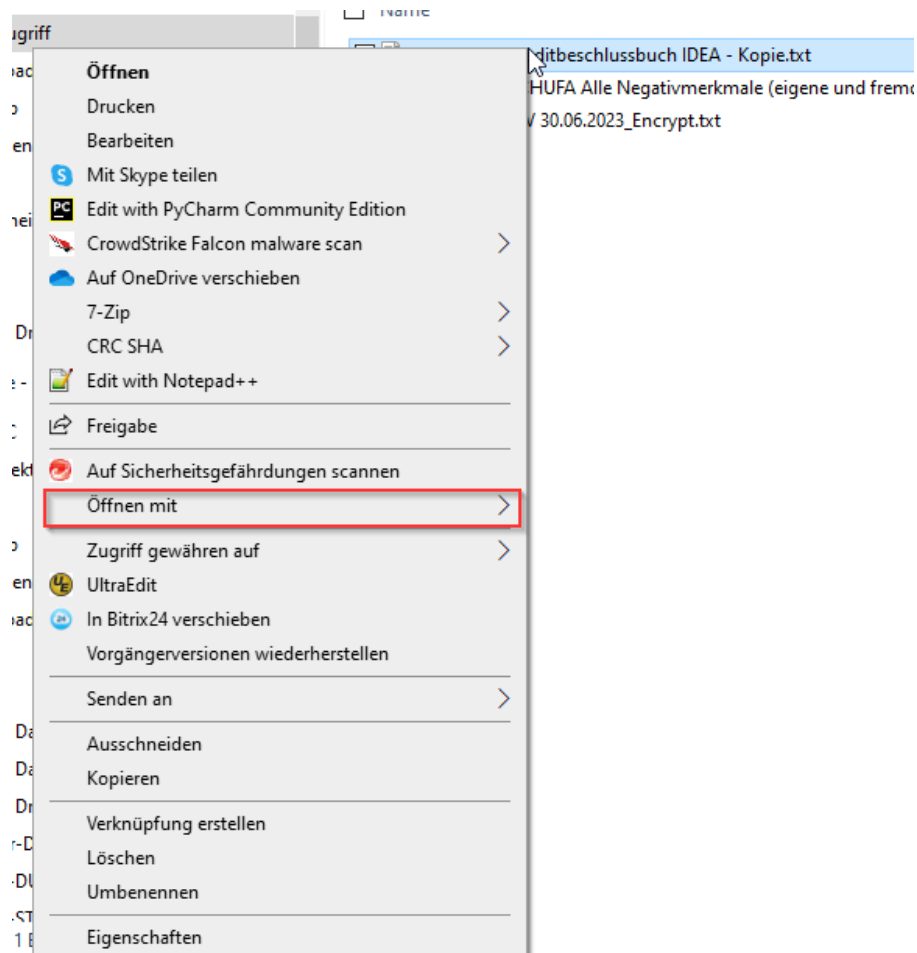 Name
Öffnen
Drucken
Bearbeiten
Mit Skype teilen
Edit with PyCharm Community Edition
CrowdStrike Falcon malware scan
Auf OneDrive verschieben
7-Zip
CRC SHA
Edit with Notepad++
Freigabe
Auf Sicherheitsgefährdungen scannen
Öffnen mit
Zugriff gewähren auf
UltraEdit
In Bitrix24 verschieben
Vorgängerversionen wiederherstellen
Senden an
Ausschneiden
Kopieren
Verknüpfung erstellen
Löschen
Umbenennen
Eigenschaften
ugriff
ditbeschlussbuch IDEA - Kopie.txt
HUFA Alle Negativmerkmale (eigene und fremd
30.06.2023_Encrypt.txt